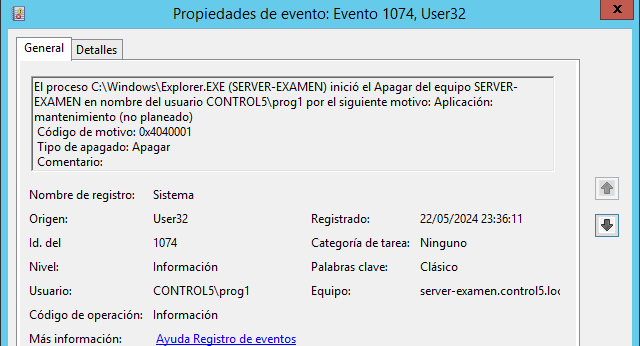 Propiedades de evento: Evento 1074, User32
x
General Detalles
El proceso C:\Windows\Explorer.EXE (SERVER-EXAMEN) inició el Apagar del equipo SERVER-
EXAMEN en nombre del usuario CONTROL5\prog1 por el siguiente motivo: Aplicación:
mantenimiento (no planeado)
Código de motivo: 0x4040001
Tipo de apagado: Apagar
Comentario:
Nombre de registro: Sistema
Origen: User32 Registrado: 22/05/2024 23:36:11
Id. del 1074 Categoría de tarea: Ninguno
Nivel: Información Palabras clave: Clásico
Usuario: CONTROL5\prog1 Equipo: server-examen.control5.loc
Código de operación: Información
Más información: Ayuda Registro de eventos